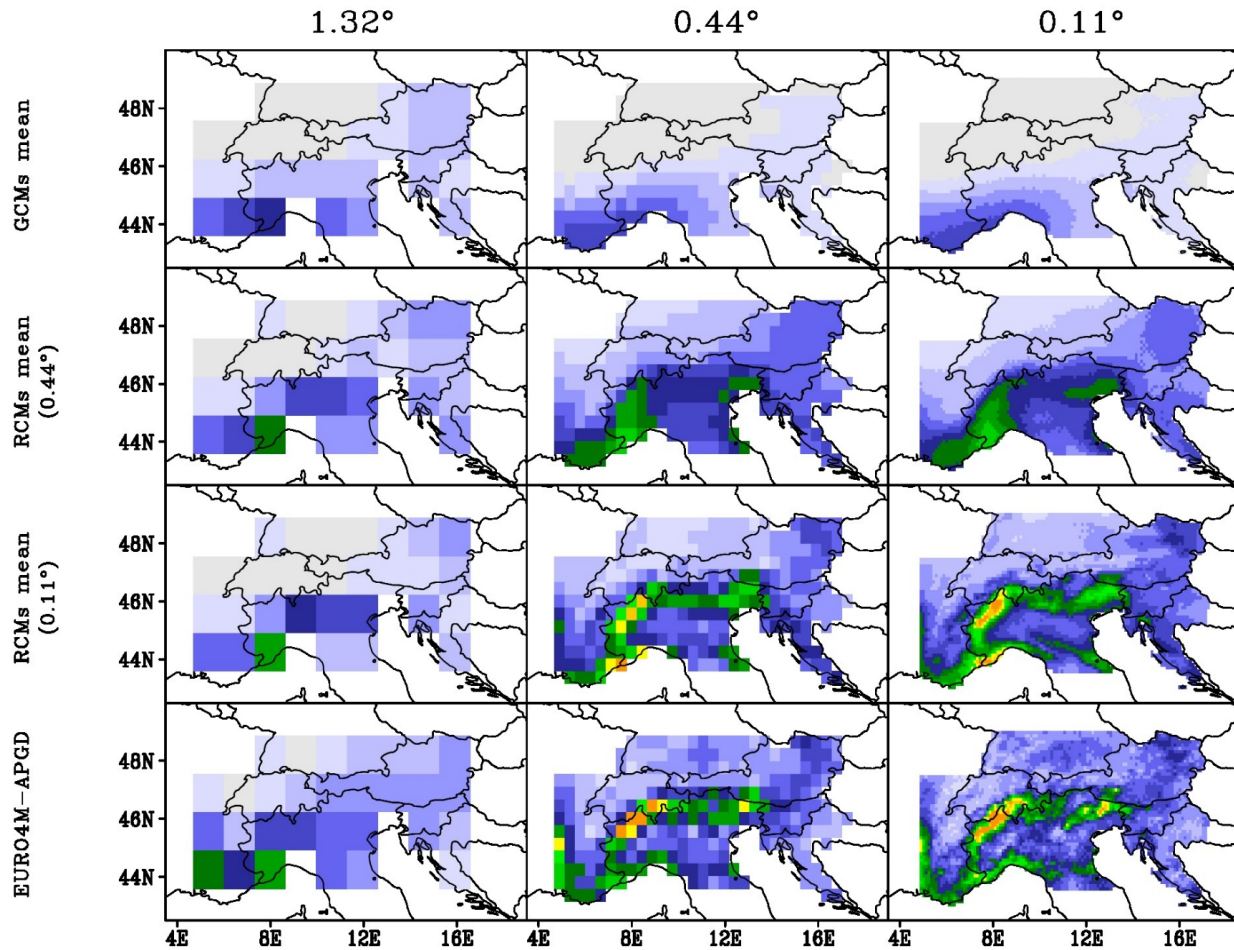 1.32° 0.44° 0.11°
GCMs mean
48N
46N
44N
RCMs mean
(0.44°)
48N
46N
44N
RCMs mean
(0.11°)
48N
46N
44N
EURO4M-APGD
48N
46N
44N
4E 8E 12E 16E 4E 8E 12E 16E 4E 8E 12E 16E